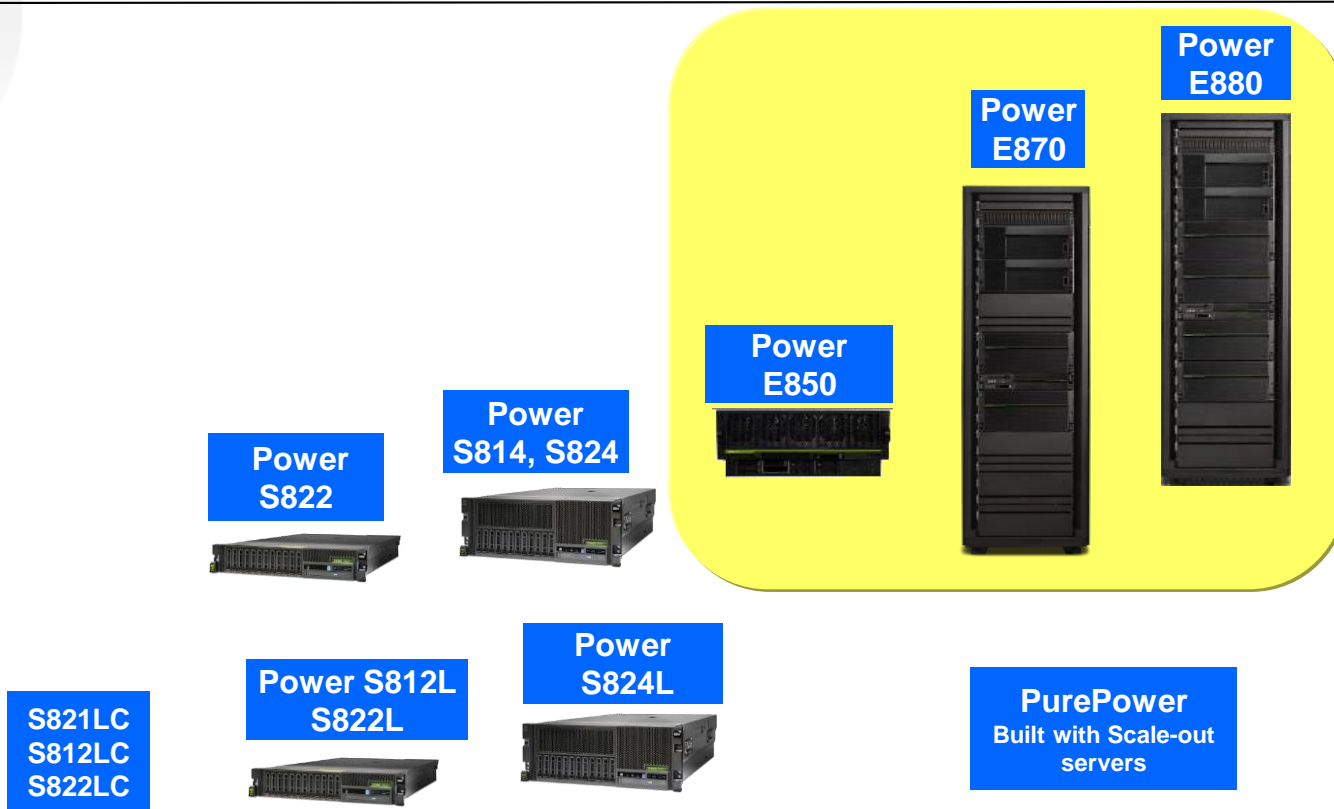 Power
E880
Power
E870
Power
E850
Power
S814, S824
Power
S822
Power
S824L
Power S812L
S822L
PurePower
Built with Scale-out
servers
S821LC
S812LC
S822LC